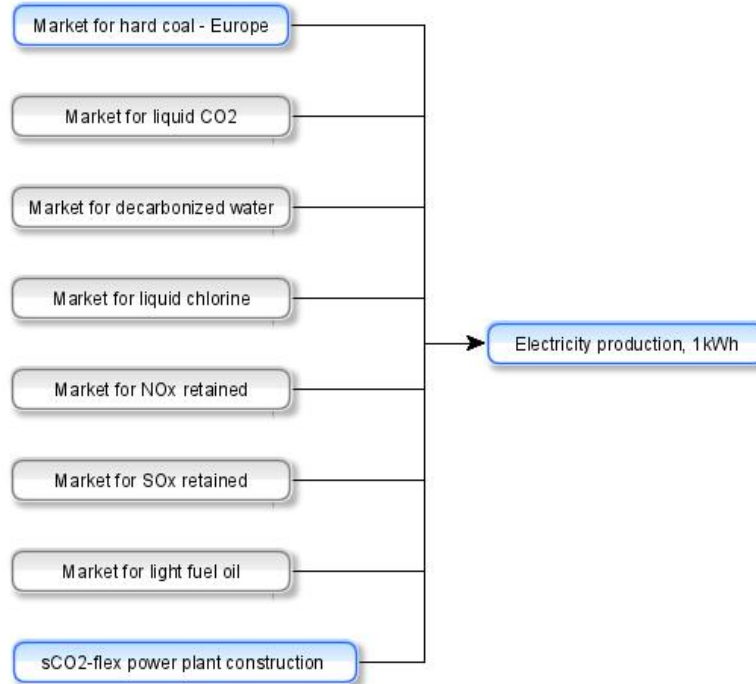 Market for hard coal - Europe
Market for liquid CO2
Market for decarbonized water
Market for liquid chlorine
Electricity production, 1kWh
Market for NOx retained
Market for SOx retained
Market for light fuel oil
sCO2-flex power plant construction